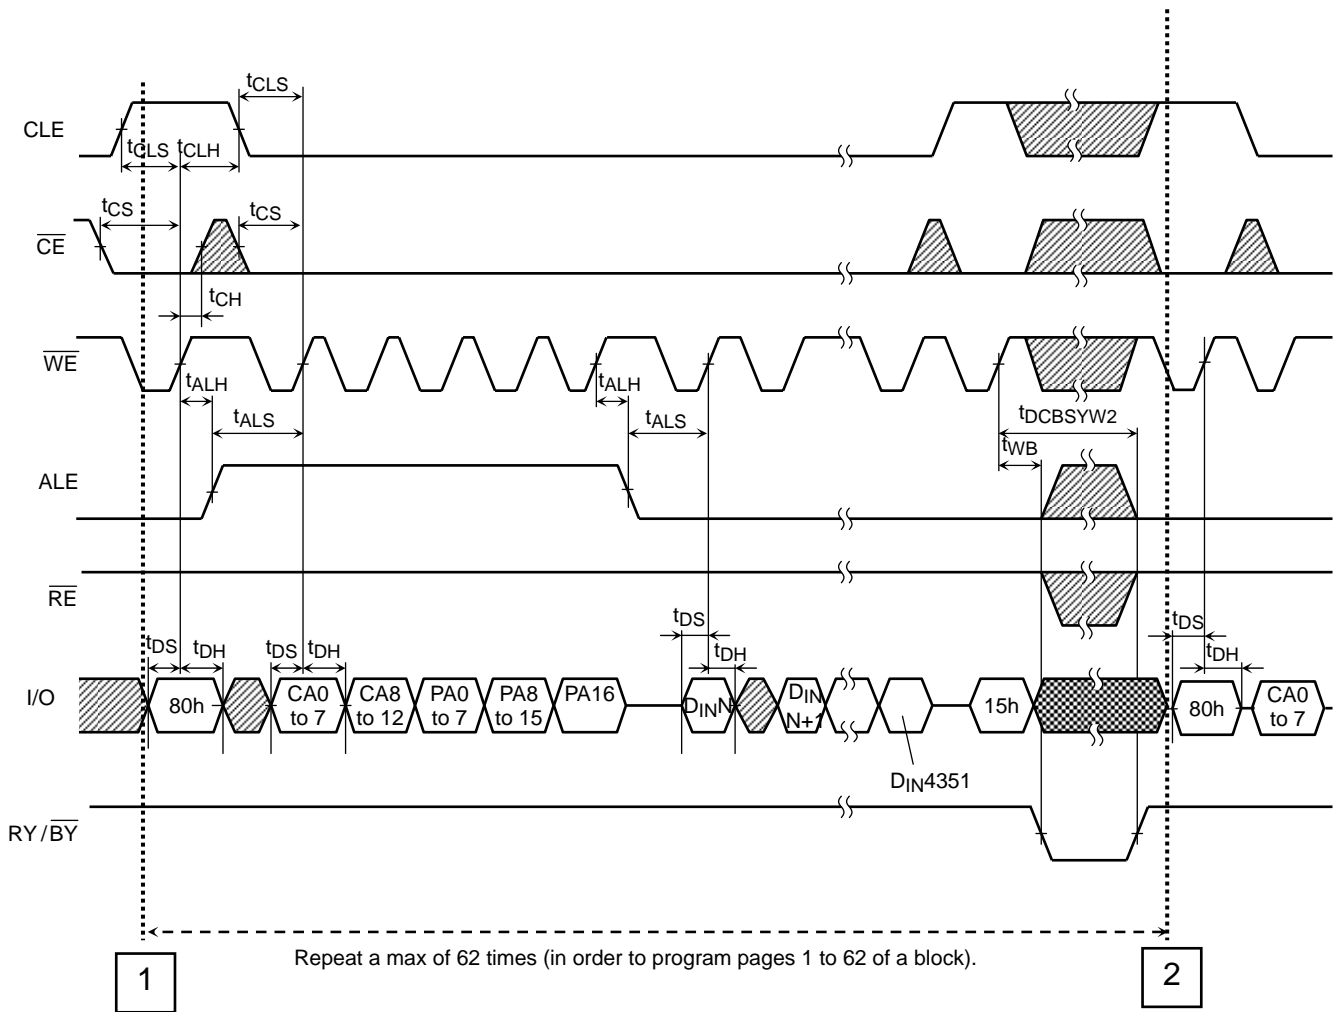 tCLS
CLE
tCLS tCLH
tCS tCS
CE
tCH
WE
tALH tALH
tALS tALS
tDCBSYW2
tWB
ALE
RE
tDS tDH tDS tDH tDS tDH tDS tDH
I/O
80h
CA0 to 7
CA8 to 12
PA0 to 7
PA8 to 15
PA16
DINN
DIN N+1
15h
80h
CA0 to 7
DIN4351
RY/BY
Repeat a max of 62 times (in order to program pages 1 to 62 of a block).
1
2